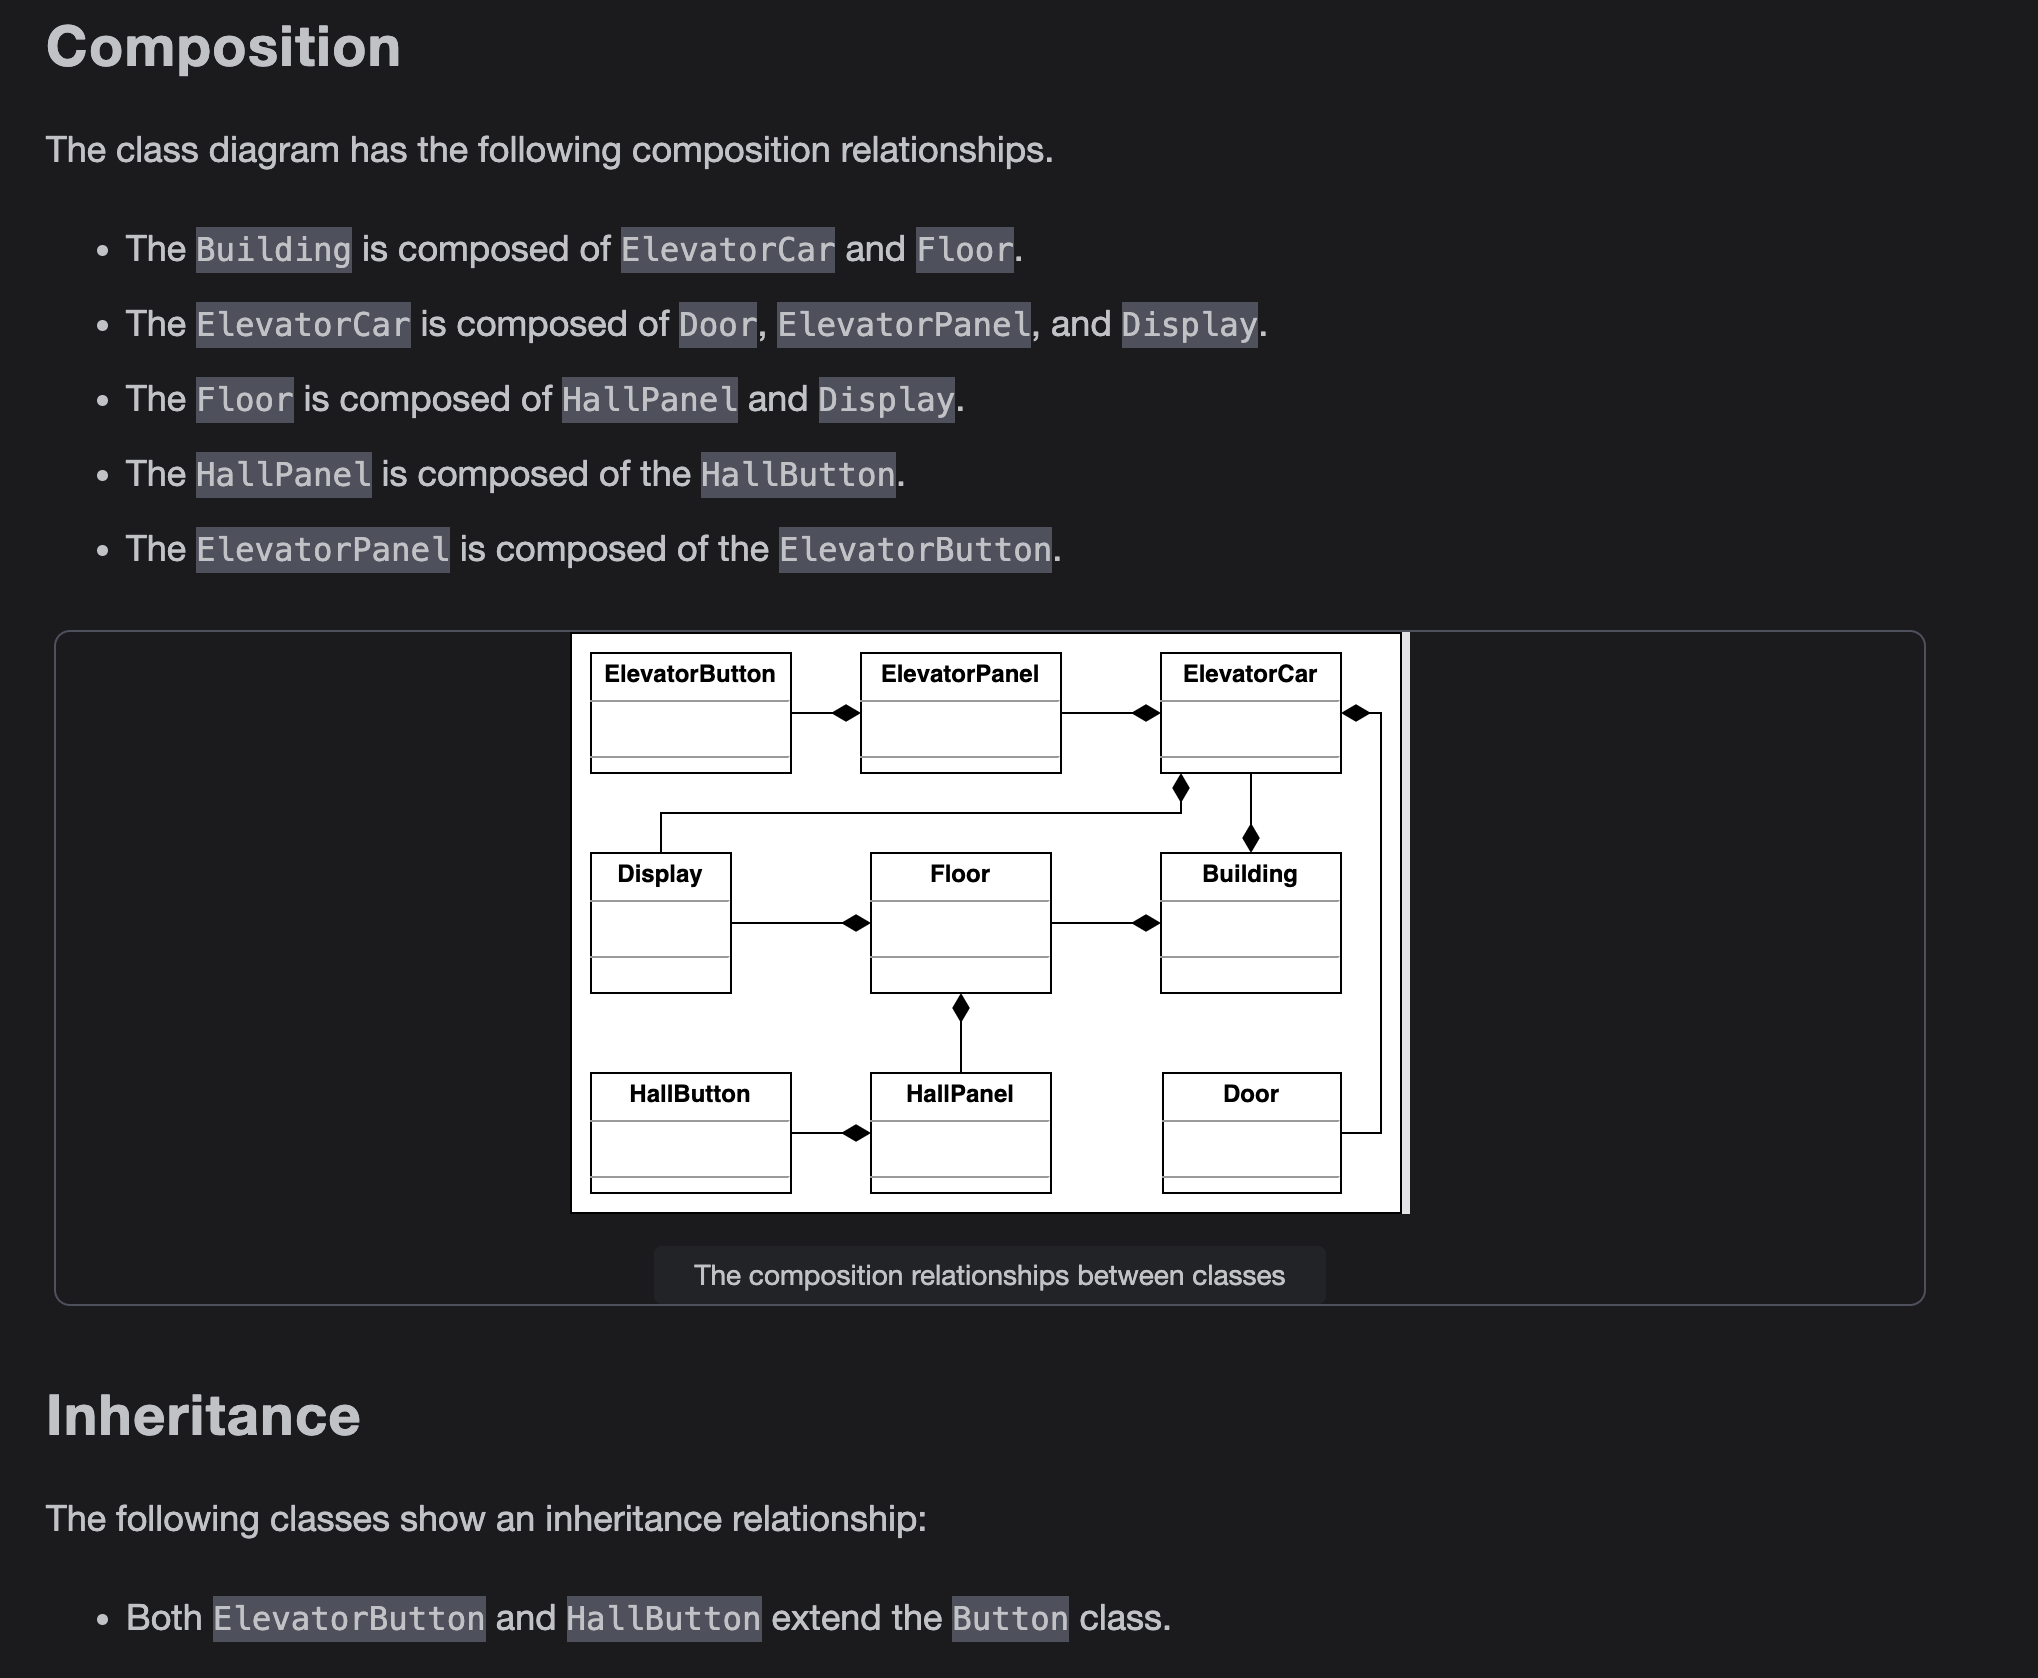 Composition
The class diagram has the following composition relationships.
• The Building is composed of ElevatorCar and Floor.
• The ElevatorCar is composed of Door, ElevatorPanel, and Display.
• The Floor is composed of HallPanel and Display.
• The HallPanel is composed of the HallButton.
• The ElevatorPanel is composed of the ElevatorButton.
ElevatorButton
ElevatorPanel
ElevatorCar
Display
Floor
Building
HallButton
HallPanel
Door
The composition relationships between classes
Inheritance
The following classes show an inheritance relationship:
• Both ElevatorButton and HallButton extend the Button class.